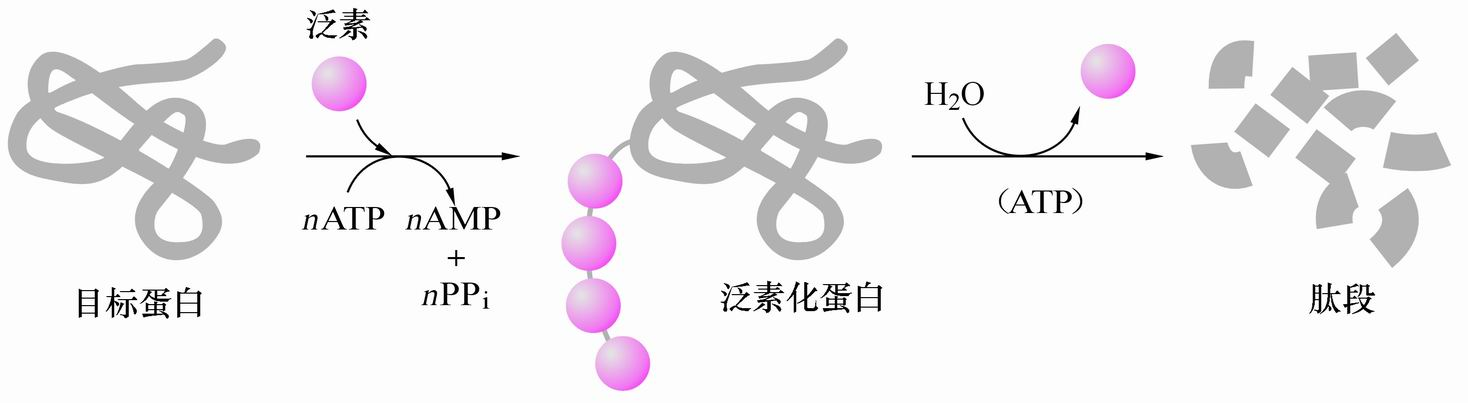 泛素
H₂O
(ATP)
nATP nAMP
+
nPPi
目标蛋白
泛素化蛋白
肽段